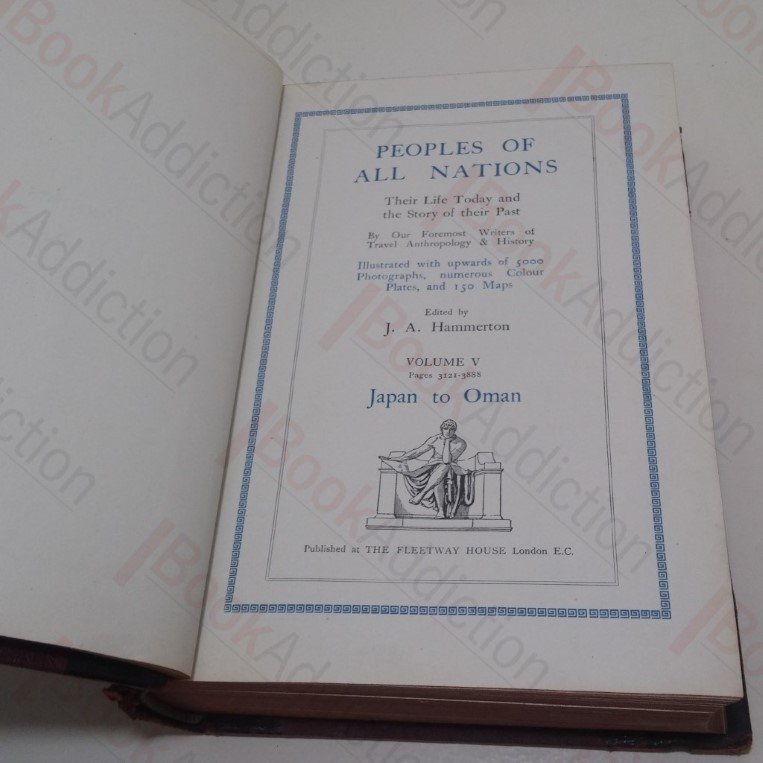 PEOPLES OF
ALL NATIONS
Their Life Today and
the Story of their Past
By Our Foremost Writers of
Travel Anthropology & History
Illustrated with upwards of 5000
Photographs, numerous Colour
Plates, and 150 Maps
Edited by
J. A. Hammerton
VOLUME V
Pages 3121-3888
Japan to Oman
Published at THE FLEETWAY HOUSE London E.C.
BookAddiction